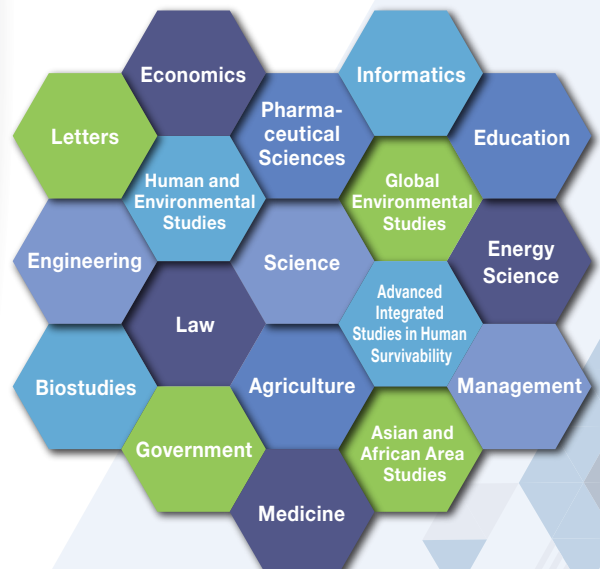 Economics
Informatics
Letters
Pharma-
ceutical
Sciences
Education
Human and
Environmental
Studies
Global
Environmental
Studies
Engineering
Science
Energy
Science
Law
Advanced
Integrated
Studies in Human
Survivability
Biostudies
Agriculture
Management
Government
Asian and
African Area
Studies
Medicine